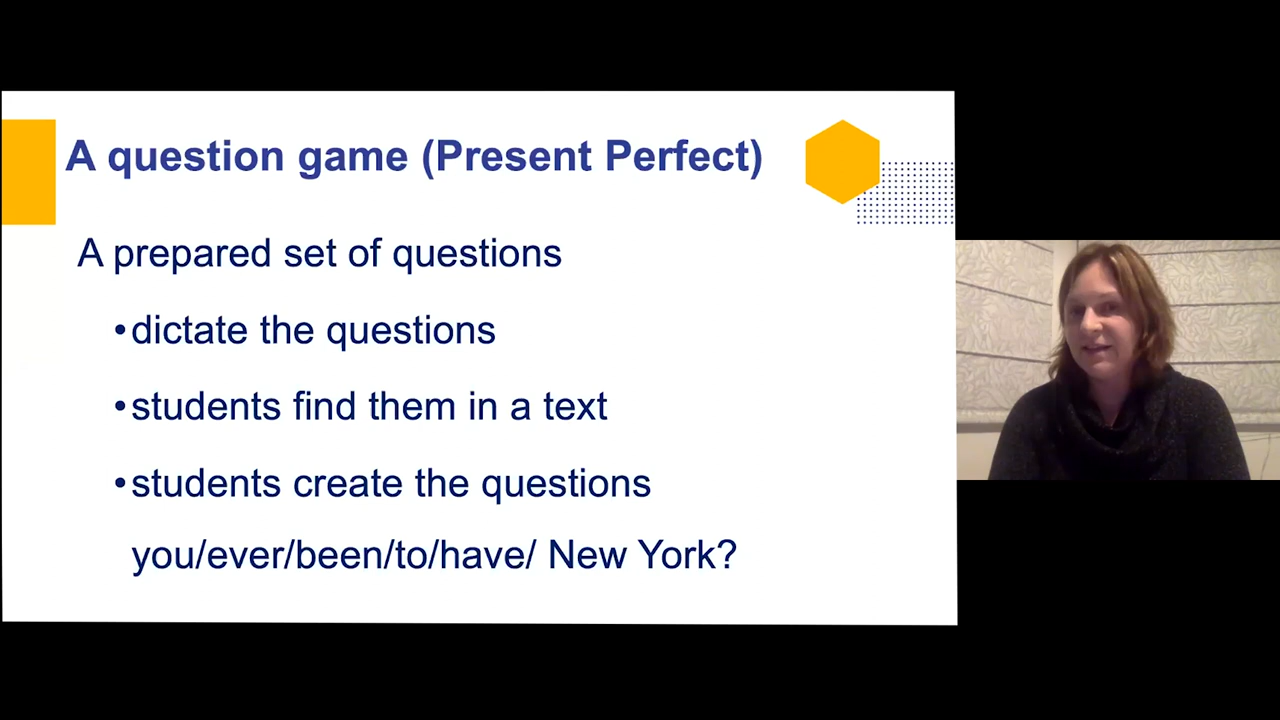 A question game (Present Perfect)
A prepared set of questions
•dictate the questions
•students find them in a text
•students create the questions
you/ever/been/to/have/ New York?